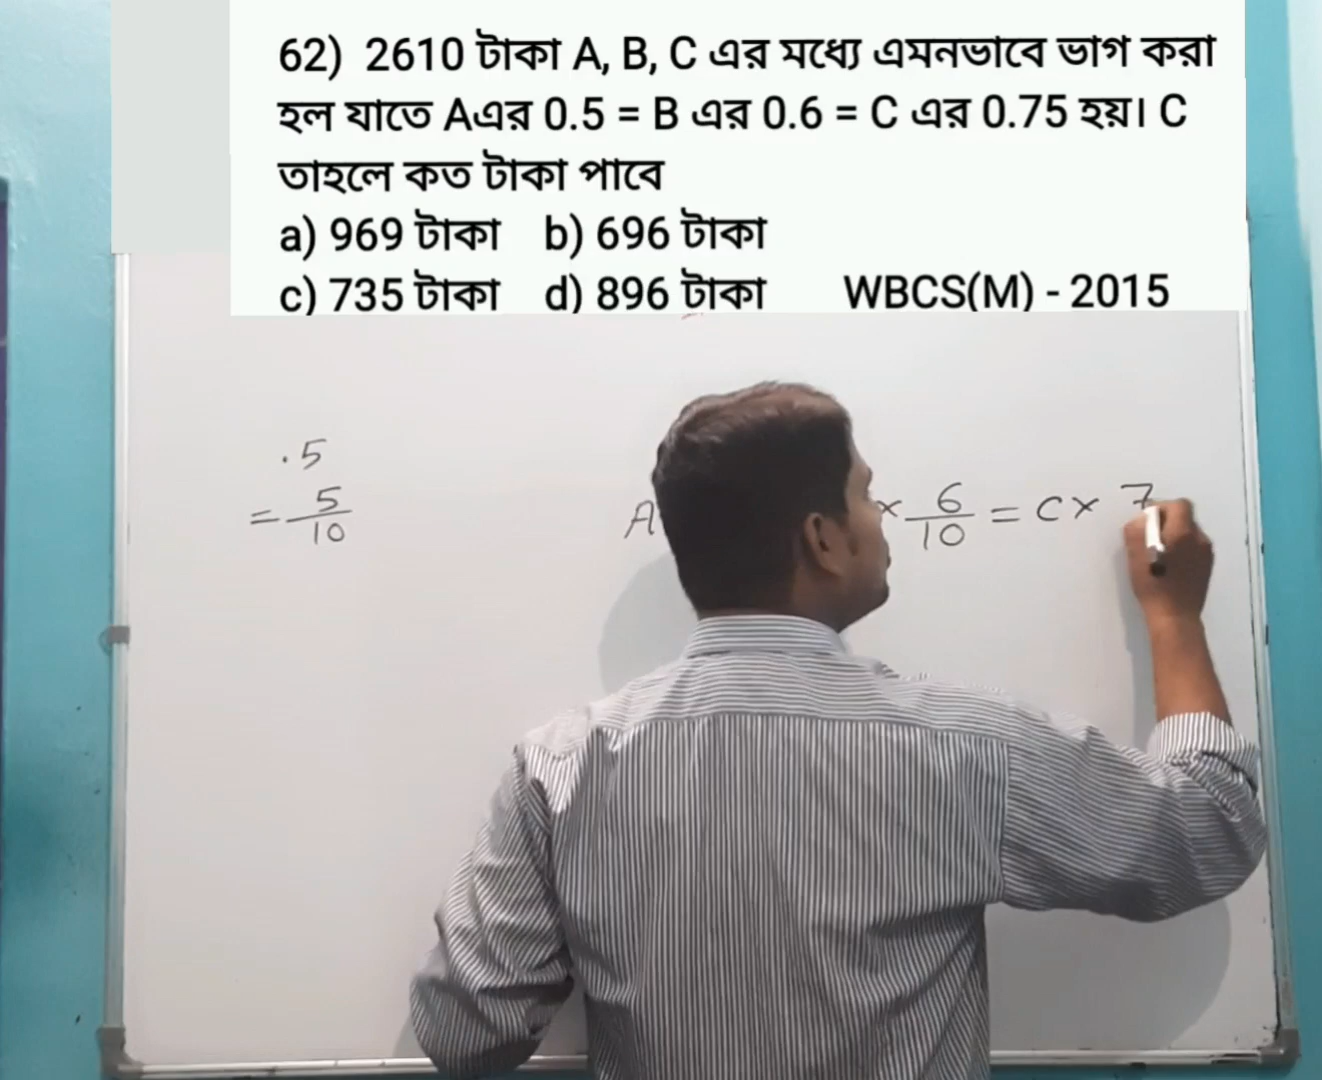 62) 2610 টাকা A, B, C এর মধ্যে এমনভাবে ভাগ করা
হল যাতে Aএর 0.5 = B এর 0.6 = C এর 0.75 হয়। C
তাহলে কত টাকা পাবে
a) 969 টাকা b) 696 টাকা
c) 735 টাকা d) 896 টাকা WBCS(M) - 2015
.5
= 5/10
A × 6/10 = C × 7